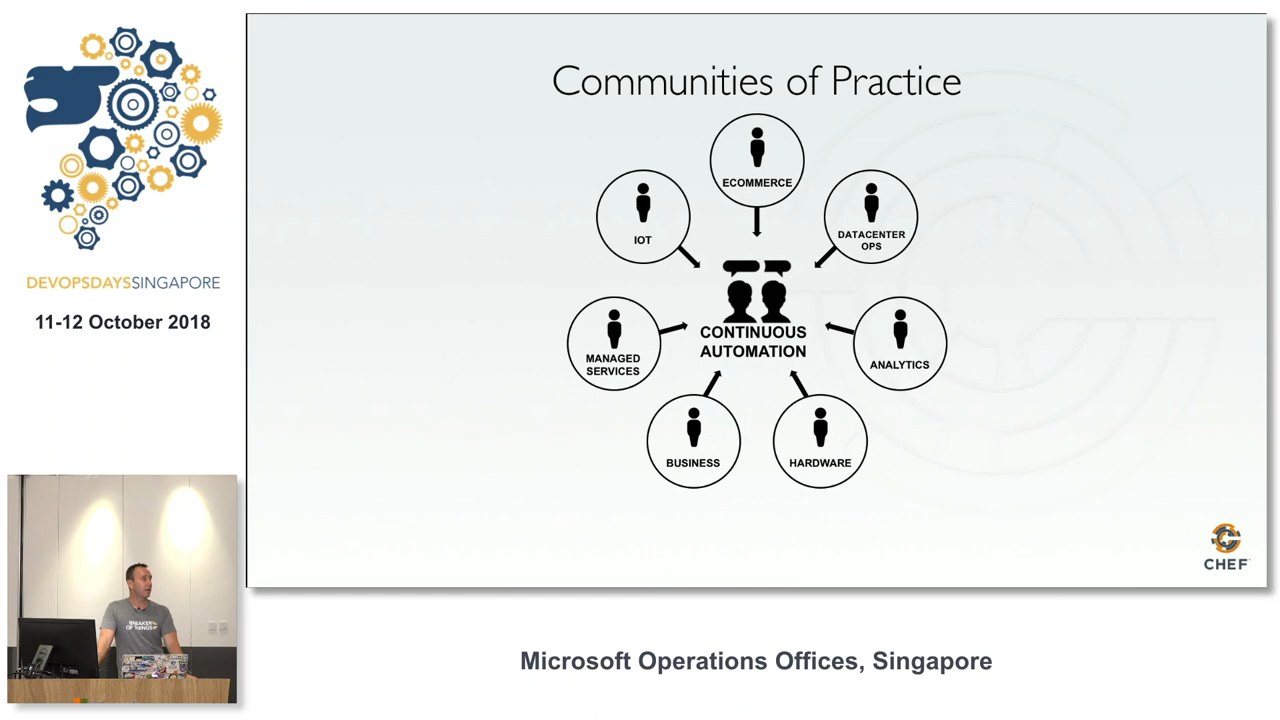 DEVOPSDAYSSINGAPORE
11-12 October 2018
Communities of Practice
ECOMMERCE
IOT
DATACENTER
OPS
CONTINUOUS
AUTOMATION
MANAGED
SERVICES
ANALYTICS
BUSINESS
HARDWARE
CHEF
BREAKER
OF THINGS
Microsoft Operations Offices, Singapore